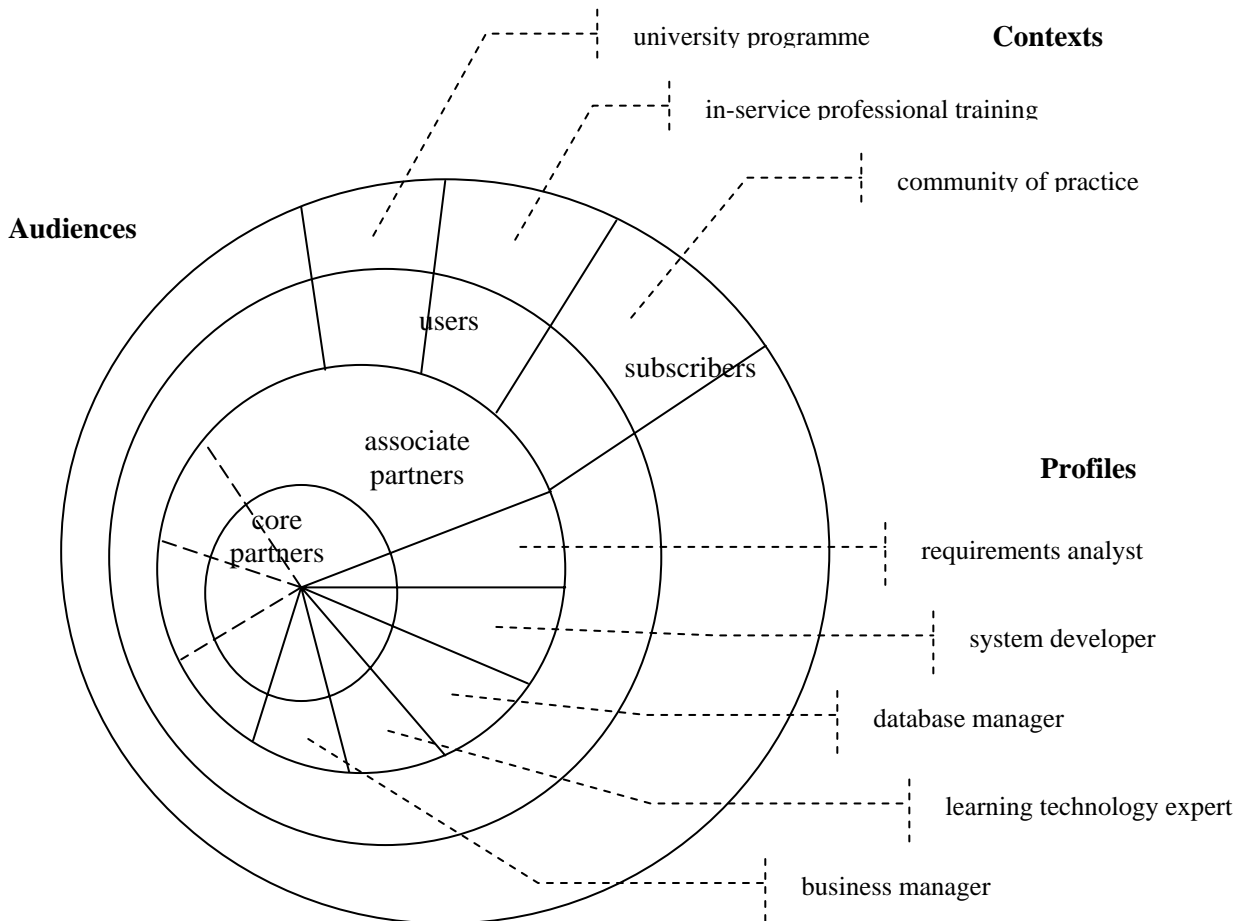 university programme
Contexts
in-service professional training
community of practice
Audiences
users
subscribers
associate
partners
Profiles
core
partners
requirements analyst
system developer
database manager
learning technology expert
business manager